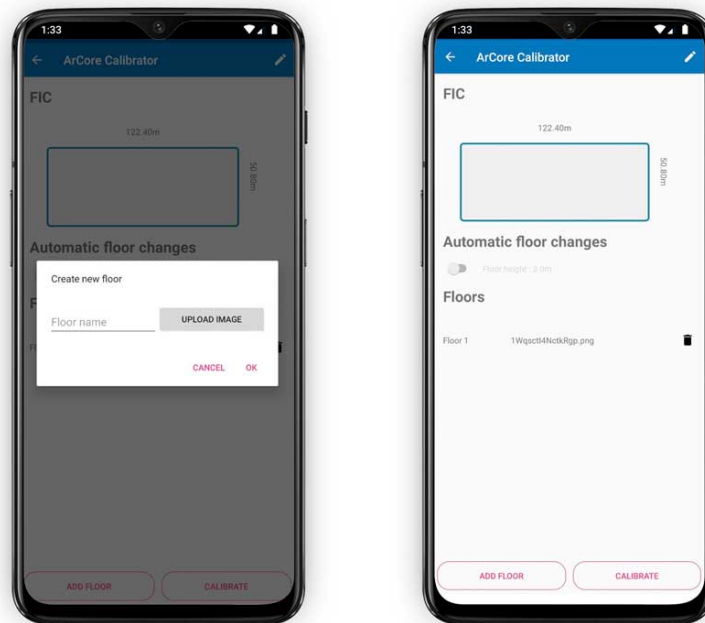 1:33
ArCore Calibrator
FIC
122.40m
50.80m
Automatic floor changes
Create new floor
Floor name
UPLOAD IMAGE
CANCEL
OK
ADD FLOOR
CALIBRATE
1:33
ArCore Calibrator
FIC
122.40m
50.80m
Automatic floor changes
Floor height : 3.0m
Floors
Floor 1 1WqsctI4NctkRgp.png
ADD FLOOR
CALIBRATE